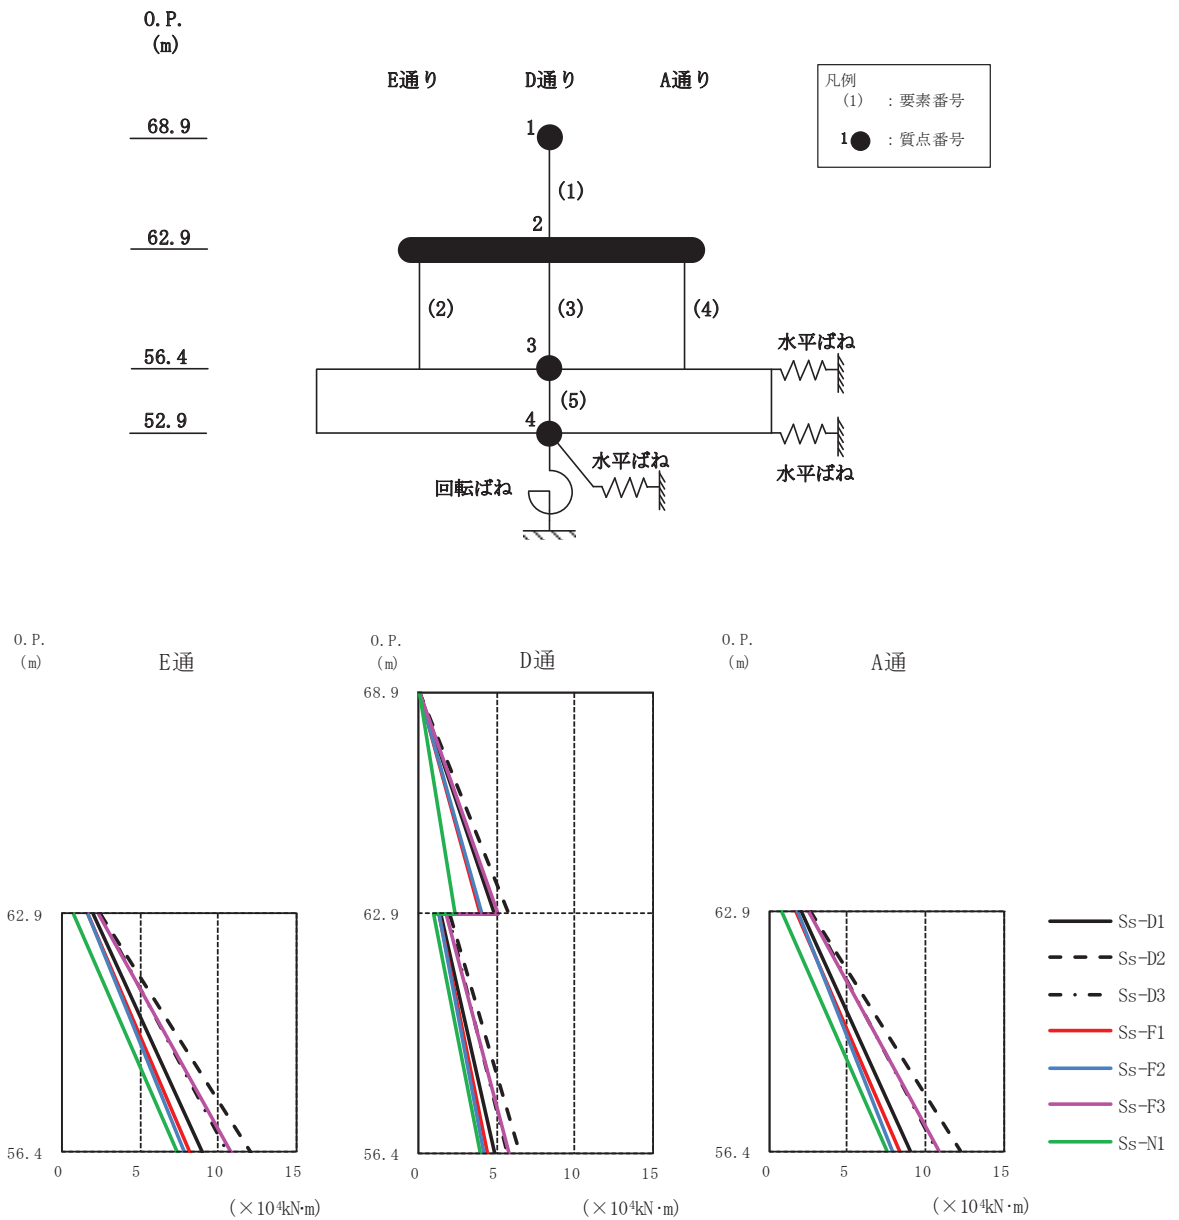 O.P.
(m)
E通り D通り A通り
凡例
(1) :要素番号
1 :質点番号
68.9
1
(1)
2
62.9
(2) (3) (4)
3
水平ばね
56.4
(5)
52.9
4
水平ばね
水平ばね
回転ばね
O.P.
(m)
E通
62.9
56.4
0 5 10 15
(×10⁴kN·m)
O.P.
(m)
D通
68.9
62.9
56.4
0 5 10 15
(×10⁴kN·m)
O.P.
(m)
A通
62.9
56.4
0 5 10 15
(×10⁴kN·m)
Ss-D1
Ss-D2
Ss-D3
Ss-F1
Ss-F2
Ss-F3
Ss-N1